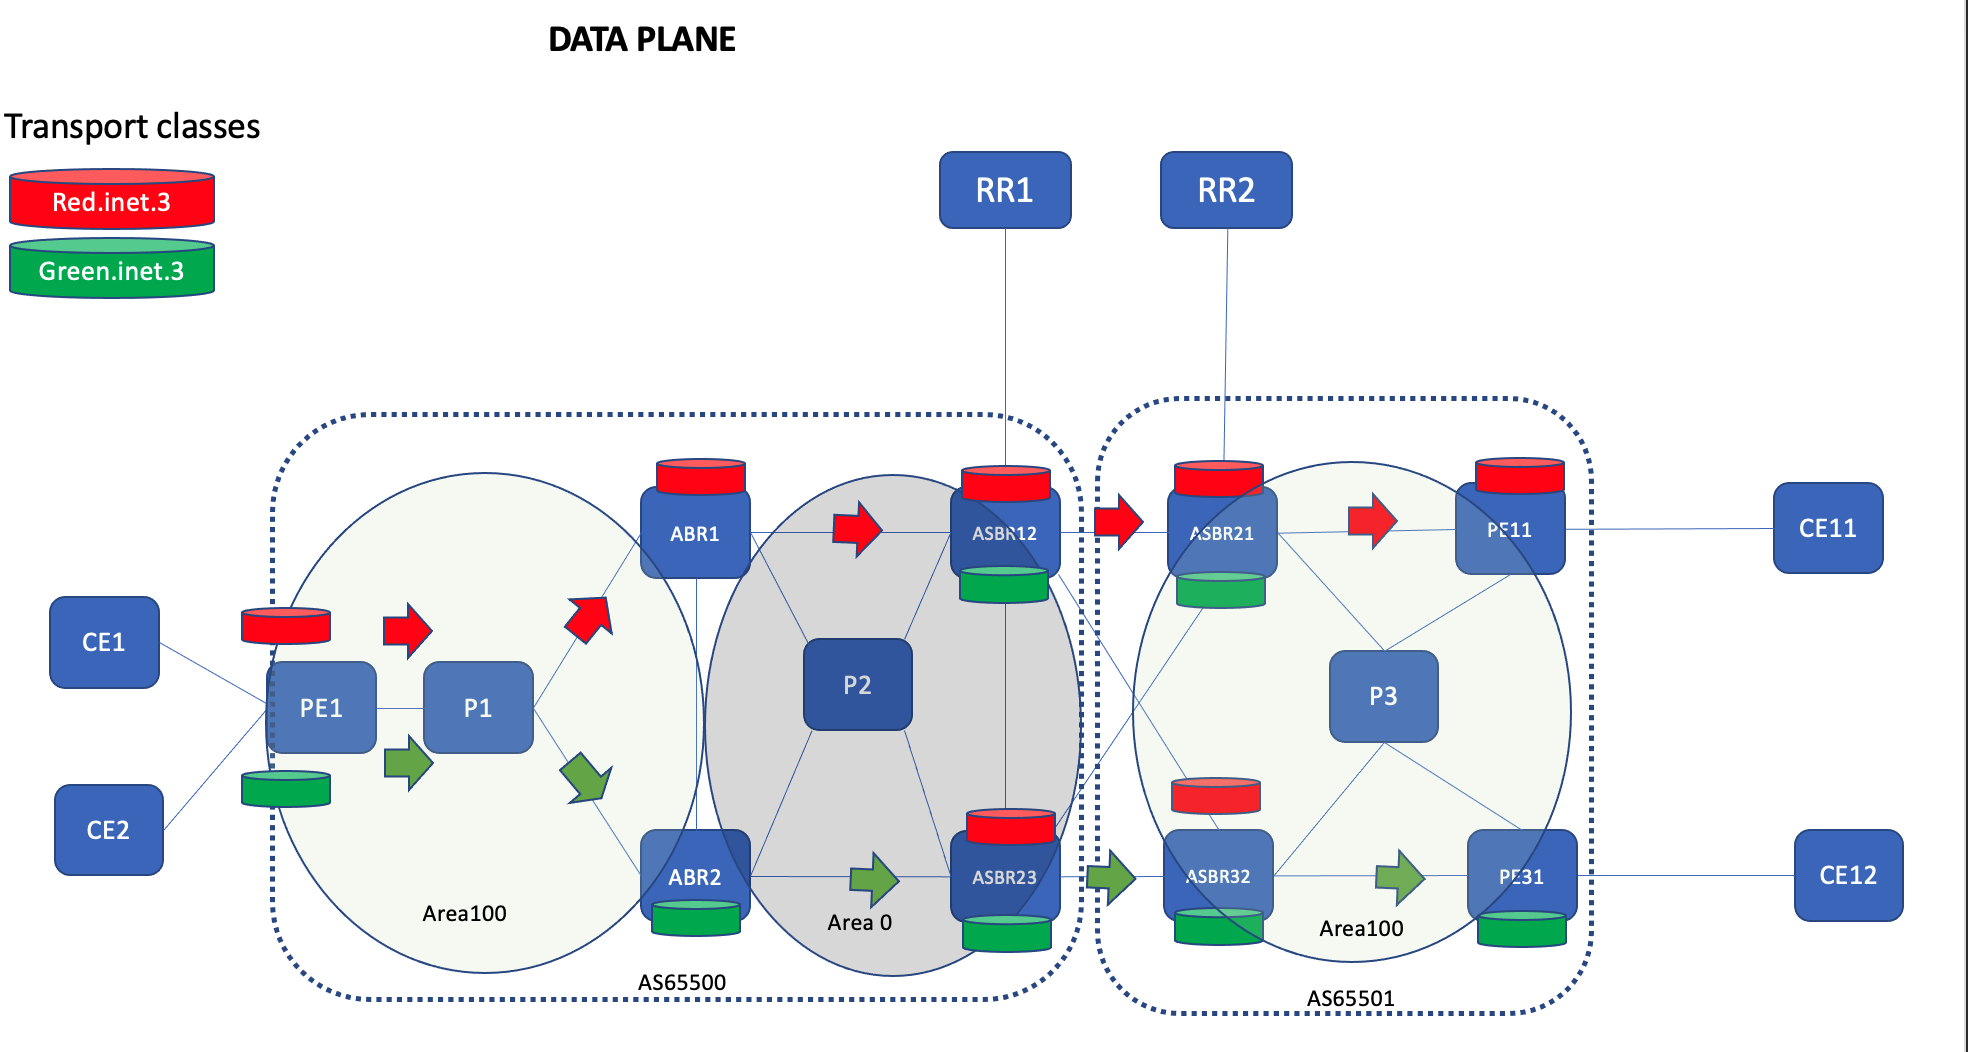 DATA PLANE
Transport classes
Red.inet.3
Green.inet.3
RR1
RR2
ABR1
ASBR12
ASBR21
PE11
CE11
CE1
PE1
P1
P2
P3
CE2
ABR2
ASBR23
ASBR32
PE31
CE12
Area100
Area 0
Area100
AS65500
AS65501